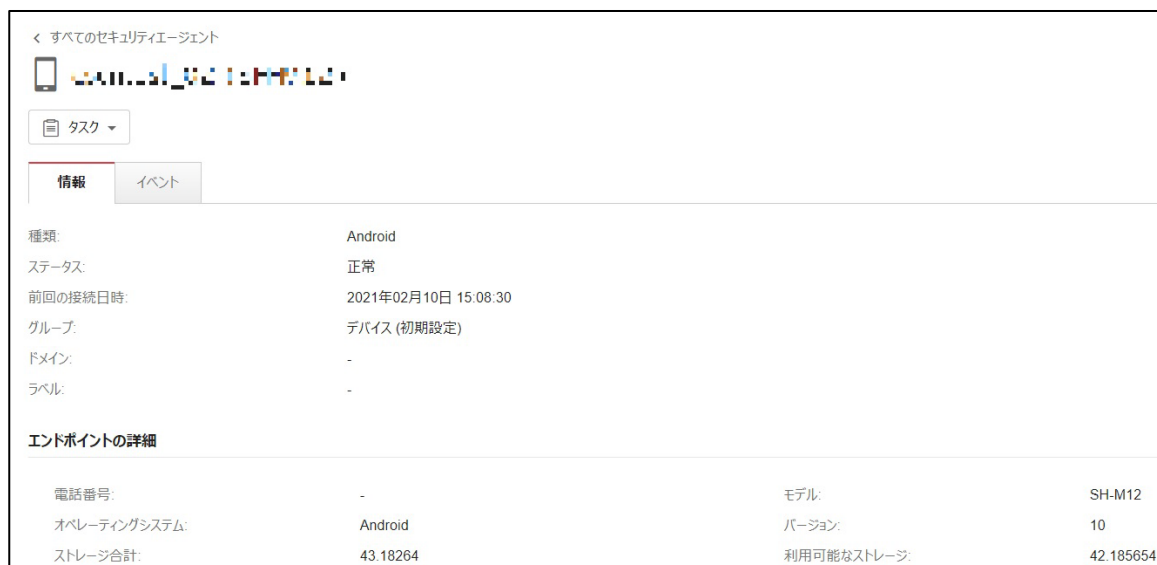 すべてのセキュリティエージェント
タスク
情報 イベント
種類: Android
ステータス: 正常
前回の接続日時: 2021年02月10日 15:08:30
グループ: デバイス (初期設定)
ドメイン: -
ラベル: -
エンドポイントの詳細
電話番号: - モデル: SH-M12
オペレーティングシステム: Android バージョン: 10
ストレージ合計: 43.18264 利用可能なストレージ: 42.185654